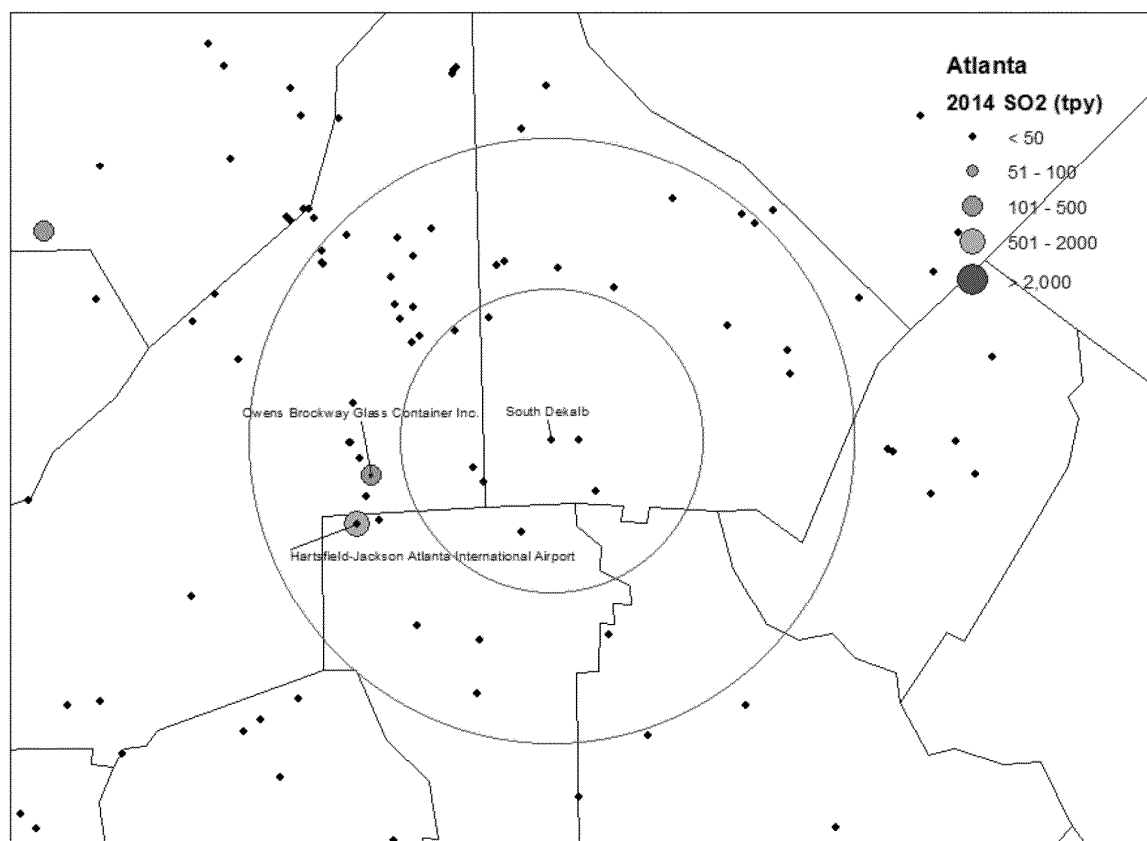 Atlanta
2014 SO2 (tpy)
< 50
51 - 100
101 - 500
501 - 2000
> 2,000
Owens Brockway Glass Container Inc.
South Dekalb
Hartsfield-Jackson Atlanta International Airport